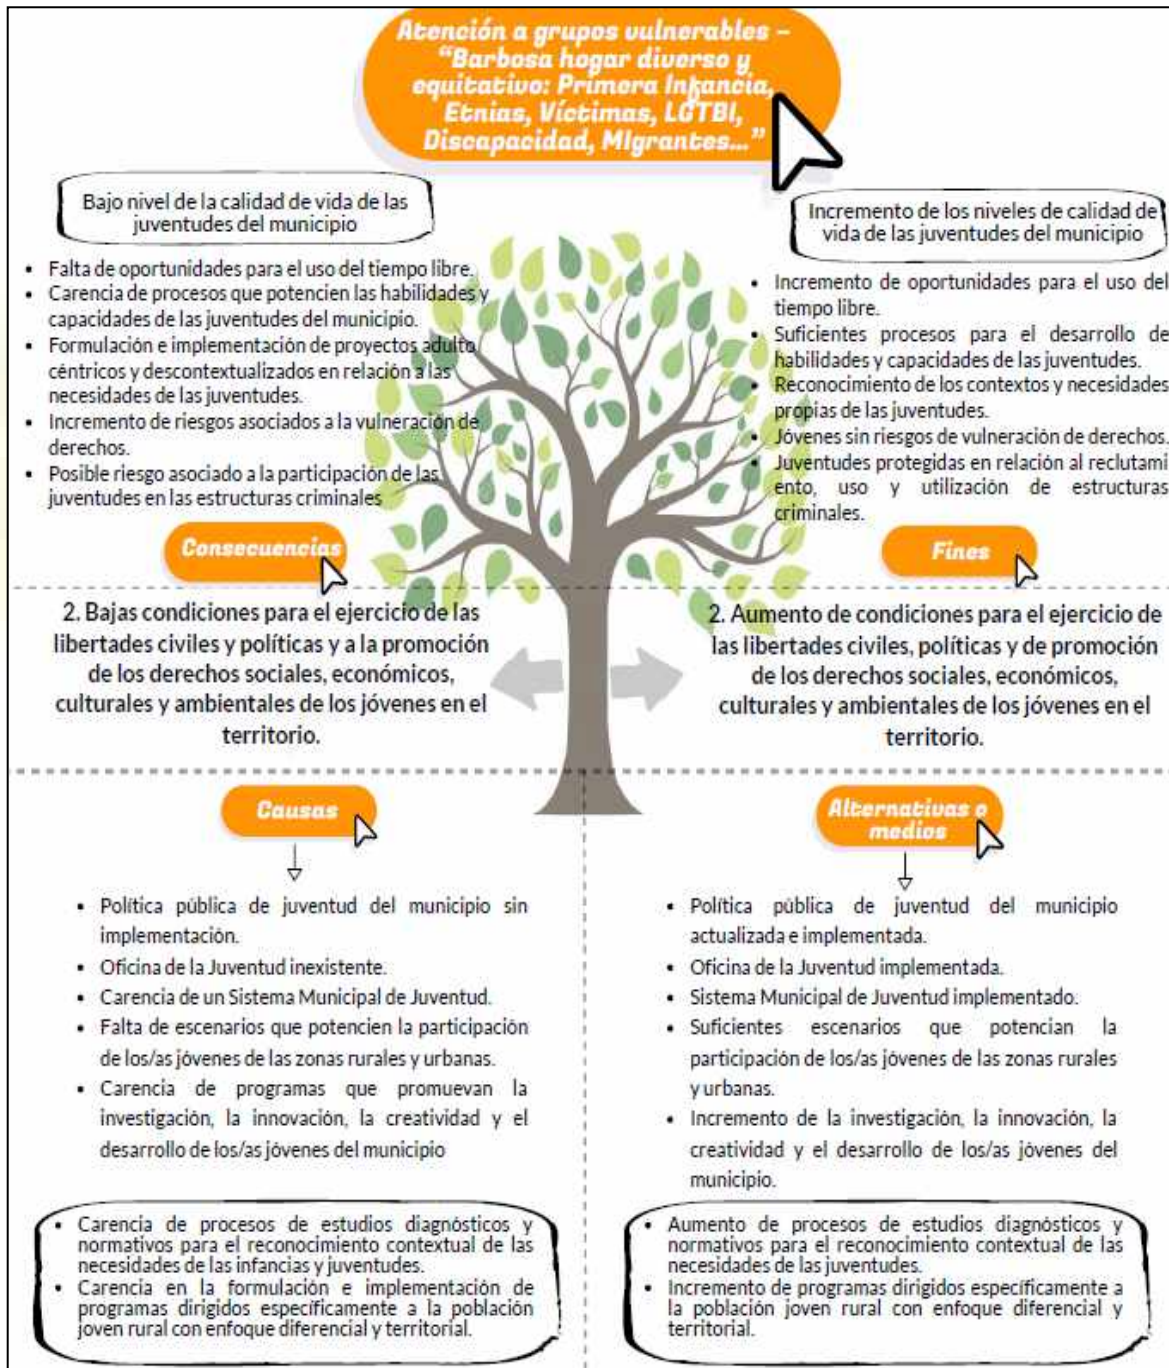 Atención a grupos vulnerables –
“Barbosa hogar diverso y
equitativo: Primera Infancia,
Etnias, Víctimas, LGTBI,
Discapacidad, MIgrantes...”
Bajo nivel de la calidad de vida de las
juventudes del municipio
• Falta de oportunidades para el uso del tiempo libre.
• Carencia de procesos que potencien las habilidades y
capacidades de las juventudes del municipio.
• Formulación e implementación de proyectos adulto
céntricos y descontextualizados en relación a las
necesidades de las juventudes.
• Incremento de riesgos asociados a la vulneración de
derechos.
• Posible riesgo asociado a la participación de las
juventudes en las estructuras criminales
Consecuencias
Incremento de los niveles de calidad de
vida de las juventudes del municipio
• Incremento de oportunidades para el uso del
tiempo libre.
• Suficientes procesos para el desarrollo de
habilidades y capacidades de las juventudes.
• Reconocimiento de los contextos y necesidades
propias de las juventudes.
• Jóvenes sin riesgos de vulneración de derechos.
• Juventudes protegidas en relación al reclutami
ento, uso y utilización de estructuras
criminales.
Fines
2. Bajas condiciones para el ejercicio de las
libertades civiles y políticas y a la promoción
de los derechos sociales, económicos,
culturales y ambientales de los jóvenes en el
territorio.
2. Aumento de condiciones para el ejercicio de
las libertades civiles, políticas y de promoción
de los derechos sociales, económicos,
culturales y ambientales de los jóvenes en el
territorio.
Causas
• Política pública de juventud del municipio sin
implementación.
• Oficina de la Juventud inexistente.
• Carencia de un Sistema Municipal de Juventud.
• Falta de escenarios que potencien la participación
de los/as jóvenes de las zonas rurales y urbanas.
• Carencia de programas que promuevan la
investigación, la innovación, la creatividad y el
desarrollo de los/as jóvenes del municipio
• Carencia de procesos de estudios diagnósticos y
normativos para el reconocimiento contextual de las
necesidades de las infancias y juventudes.
• Carencia en la formulación e implementación de
programas dirigidos específicamente a la población
joven rural con enfoque diferencial y territorial.
Alternativas o
medios
• Política pública de juventud del municipio
actualizada e implementada.
• Oficina de la Juventud implementada.
• Sistema Municipal de Juventud implementado.
• Suficientes escenarios que potencian la
participación de los/as jóvenes de las zonas rurales
y urbanas.
• Incremento de la investigación, la innovación, la
creatividad y el desarrollo de los/as jóvenes del
municipio.
• Aumento de procesos de estudios diagnósticos y
normativos para el reconocimiento contextual de las
necesidades de las juventudes.
• Incremento de programas dirigidos específicamente a
la población joven rural con enfoque diferencial y
territorial.